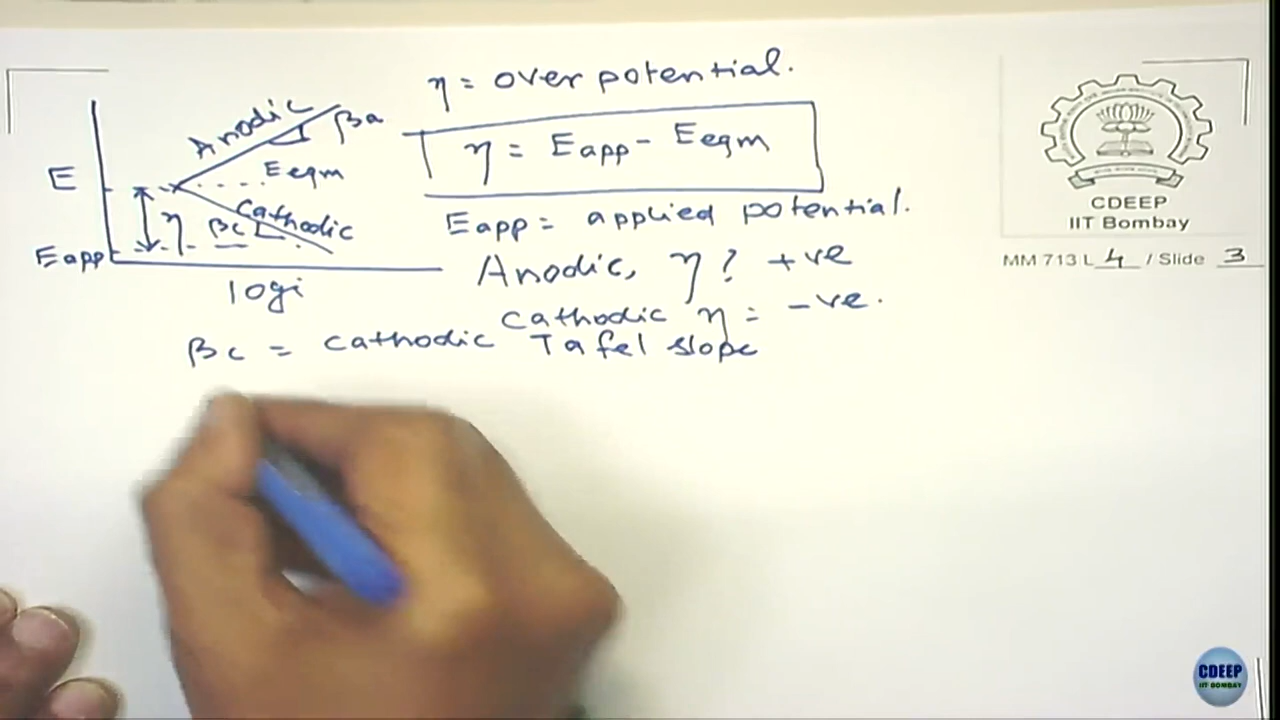 η = over potential.
η = Eapp - Eeqm
Eapp = applied potential.
Anodic, η ? +ve
cathodic η = -ve.
βc = cathodic Tafel slope
E
Anodic
βa
Eeqm
η
cathodic
βc
Eapp
log i
CDEEP
IIT Bombay
MM 713 L 4 / Slide 3
CDEEP
IIT BOMBAY